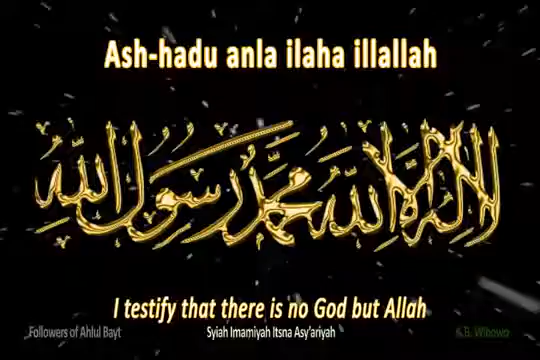 Ash-hadu anla ilaha illallah
لا إله إلا الله محمد رسول الله
I testify that there is no God but Allah
Followers of Ahlul Bayt
Syiah Imamiyah Itsna Asy'ariyah
S.B. Wibowo